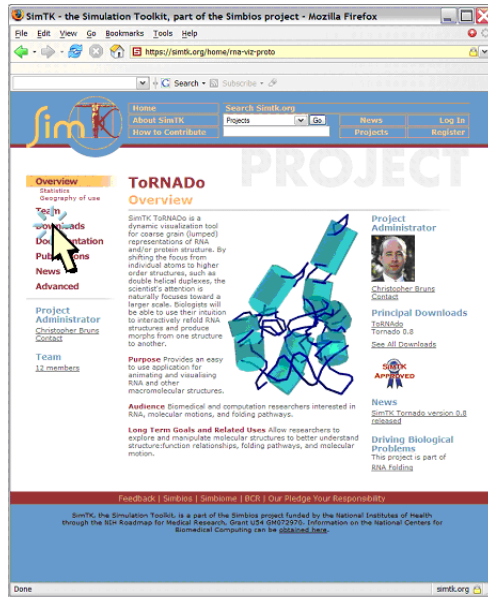 SimTK - the Simulation Toolkit, part of the Simbios project - Mozilla Firefox
File Edit View Go Bookmarks Tools Help
https://simtk.org/home/rna-viz-proto
G Search Subscribe
SimTK
Home
About SimTK
How to Contribute
Search Simtk.org
Projects Go
News
Projects
Log In
Register
PROJECT
Overview
Statistics
Geography of use
Team
Downloads
Documentation
Publications
News
Advanced
Project
Administrator
Christopher Bruns
Contact
Team
12 members
ToRNADo
Overview
SimTK ToRNADo is a
dynamic visualization tool
for coarse grain (lumped)
representations of RNA
and/or protein structure. By
shifting the focus from
individual atoms to higher
order structures, such as
double helical duplexes, the
scientist's attention is
naturally focuses toward a
larger scale. Biologists will
be able to use their intuition
to interactively refold RNA
structures and produce
morphs from one structure
to another.
Purpose Provides an easy
to use application for
animating and visualising
RNA and other
macromolecular structures.
Audience Biomedical and computation researchers interested in
RNA, molecular motions, and folding pathways.
Long Term Goals and Related Uses Allow researchers to
explore and manipulate molecular structures to better understand
structure:function relationships, folding pathways, and molecular
motion.
Project
Administrator
Christopher Bruns
Contact
Principal Downloads
ToRNAdo
Tornado 0.8
See All Downloads
SimTK
APPROVED
News
SimTK Tornado version 0.8
released
Driving Biological
Problems
This project is part of
RNA Folding
Feedback | Simbios | Simbiome | BCR | Our Pledge Your Responsibility
SimTK, the Simulation Toolkit, is a part of the Simbios project funded by the National Institutes of Health
through the NIH Roadmap for Medical Research, Grant U54 GM072970. Information on the National Centers for
Biomedical Computing can be obtained here.
Done
simtk.org